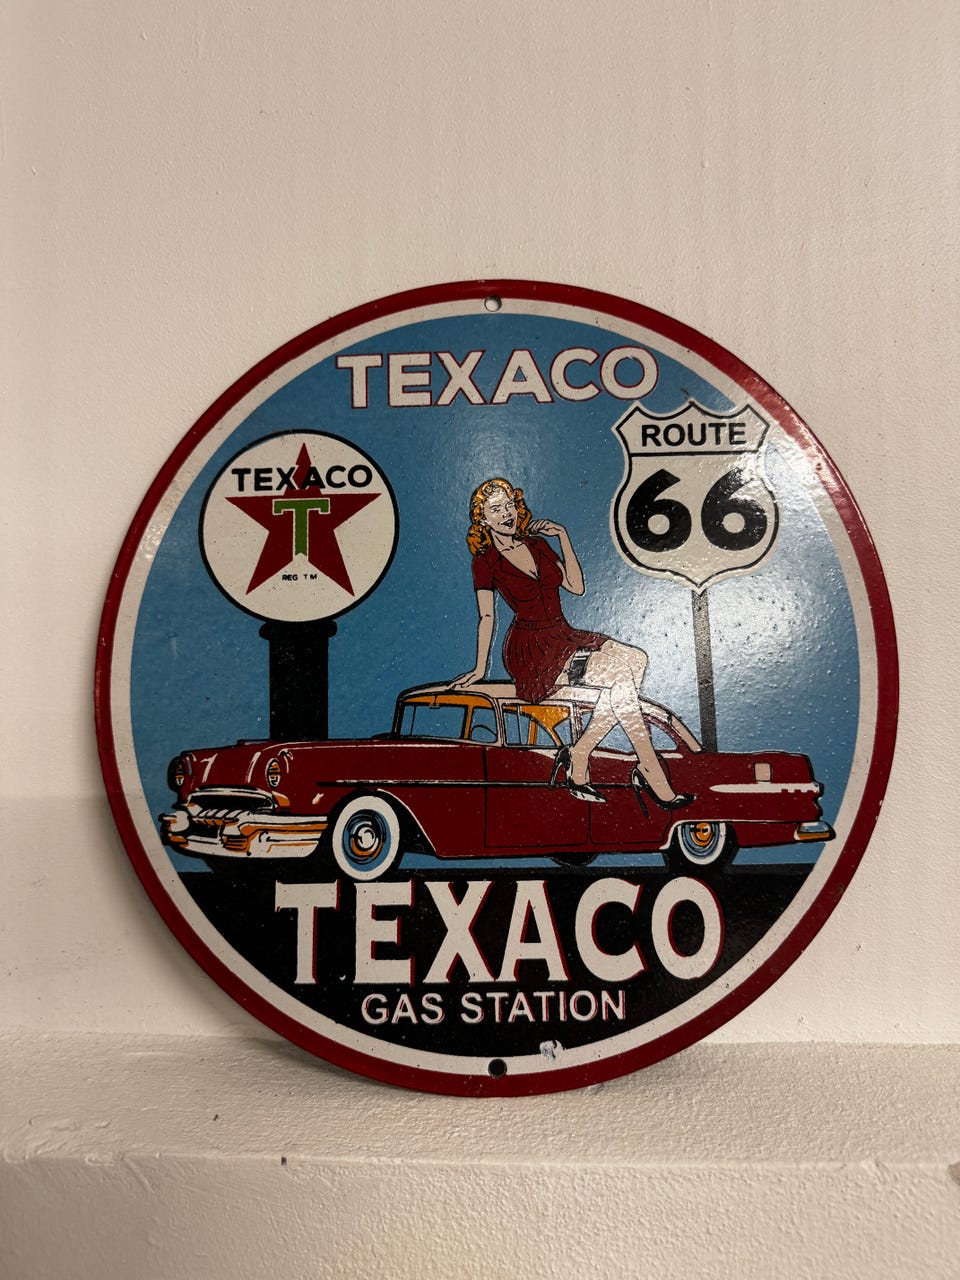 TEXACO
ROUTE
66
TEXACO
T
REG TM
TEXACO
GAS STATION